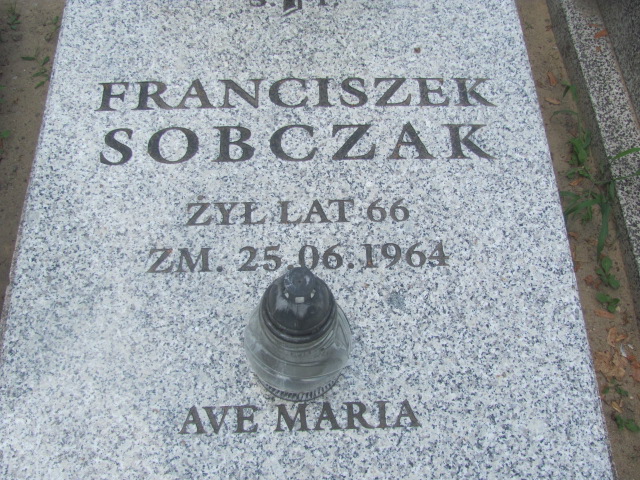 Ś. P.
FRANCISZEK
SOBCZAK
ŻYŁ LAT 66
ZM. 25.06.1964
AVE MARIA